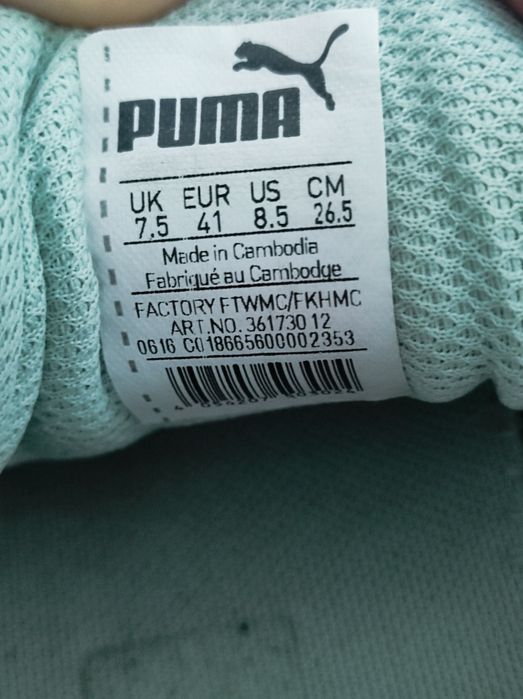 PUMA
UK EUR US CM
7.5 41 8.5 26.5
Made in Cambodia
Fabriqué au Cambodge
FACTORY FTWMC/FKHMC
ART.NO. 361730 12
0616 C018665600002353